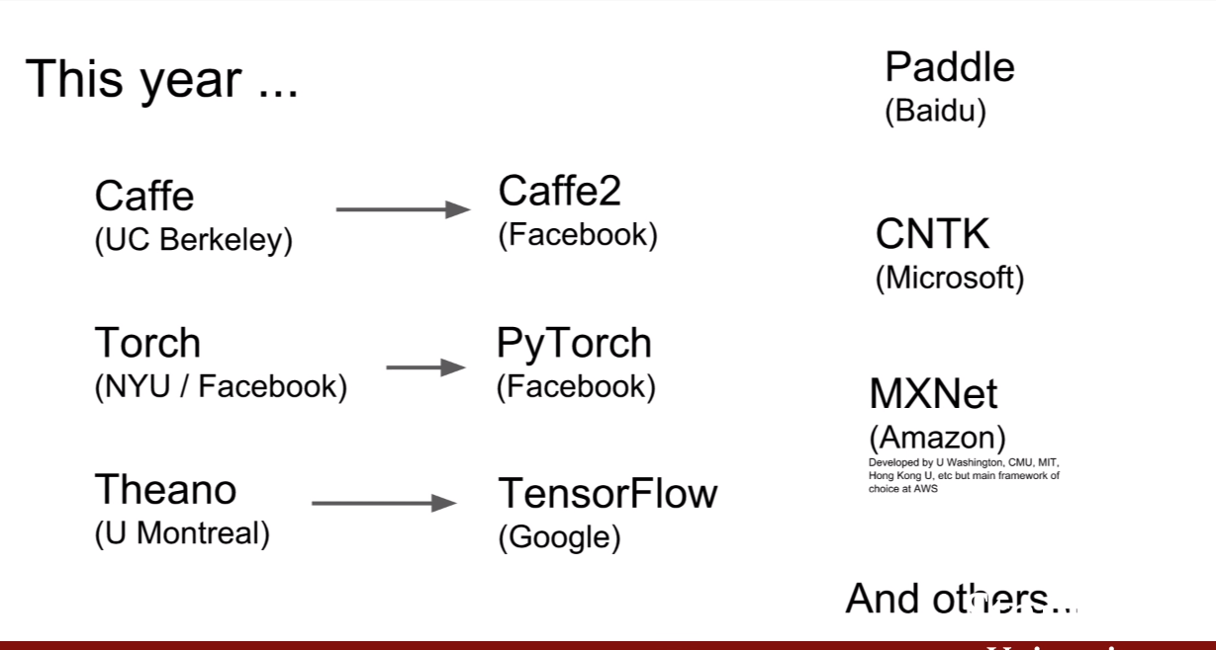 This year ...
Caffe
(UC Berkeley)
Caffe2
(Facebook)
Torch
(NYU / Facebook)
PyTorch
(Facebook)
Theano
(U Montreal)
TensorFlow
(Google)
Paddle
(Baidu)
CNTK
(Microsoft)
MXNet
(Amazon)
Developed by U Washington, CMU, MIT,
Hong Kong U, etc but main framework of
choice at AWS
And others...